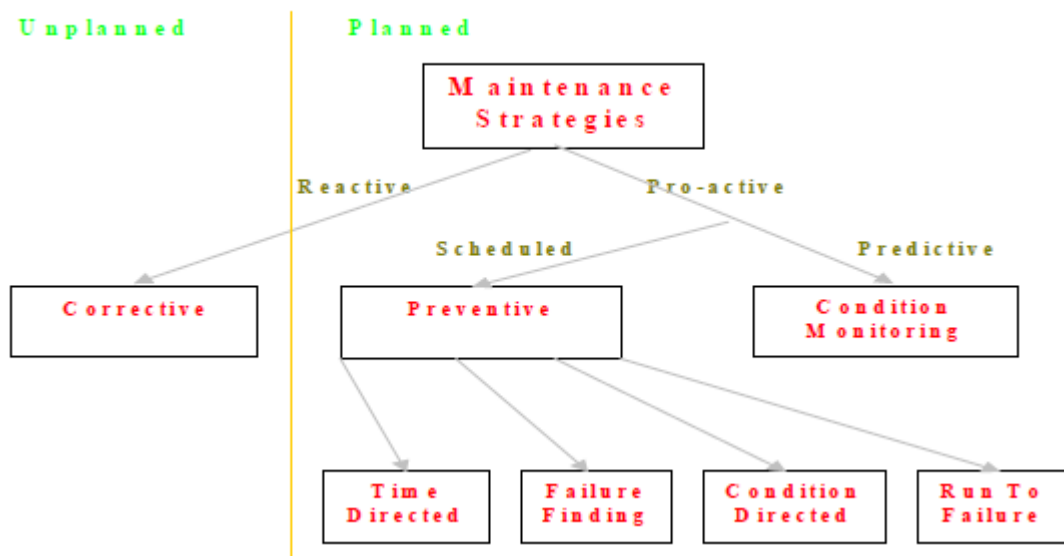 Unplanned
Planned
Maintenance
Strategies
Reactive
Pro-active
Scheduled
Predictive
Corrective
Preventive
Condition
Monitoring
Time
Directed
Failure
Finding
Condition
Directed
Run To
Failure